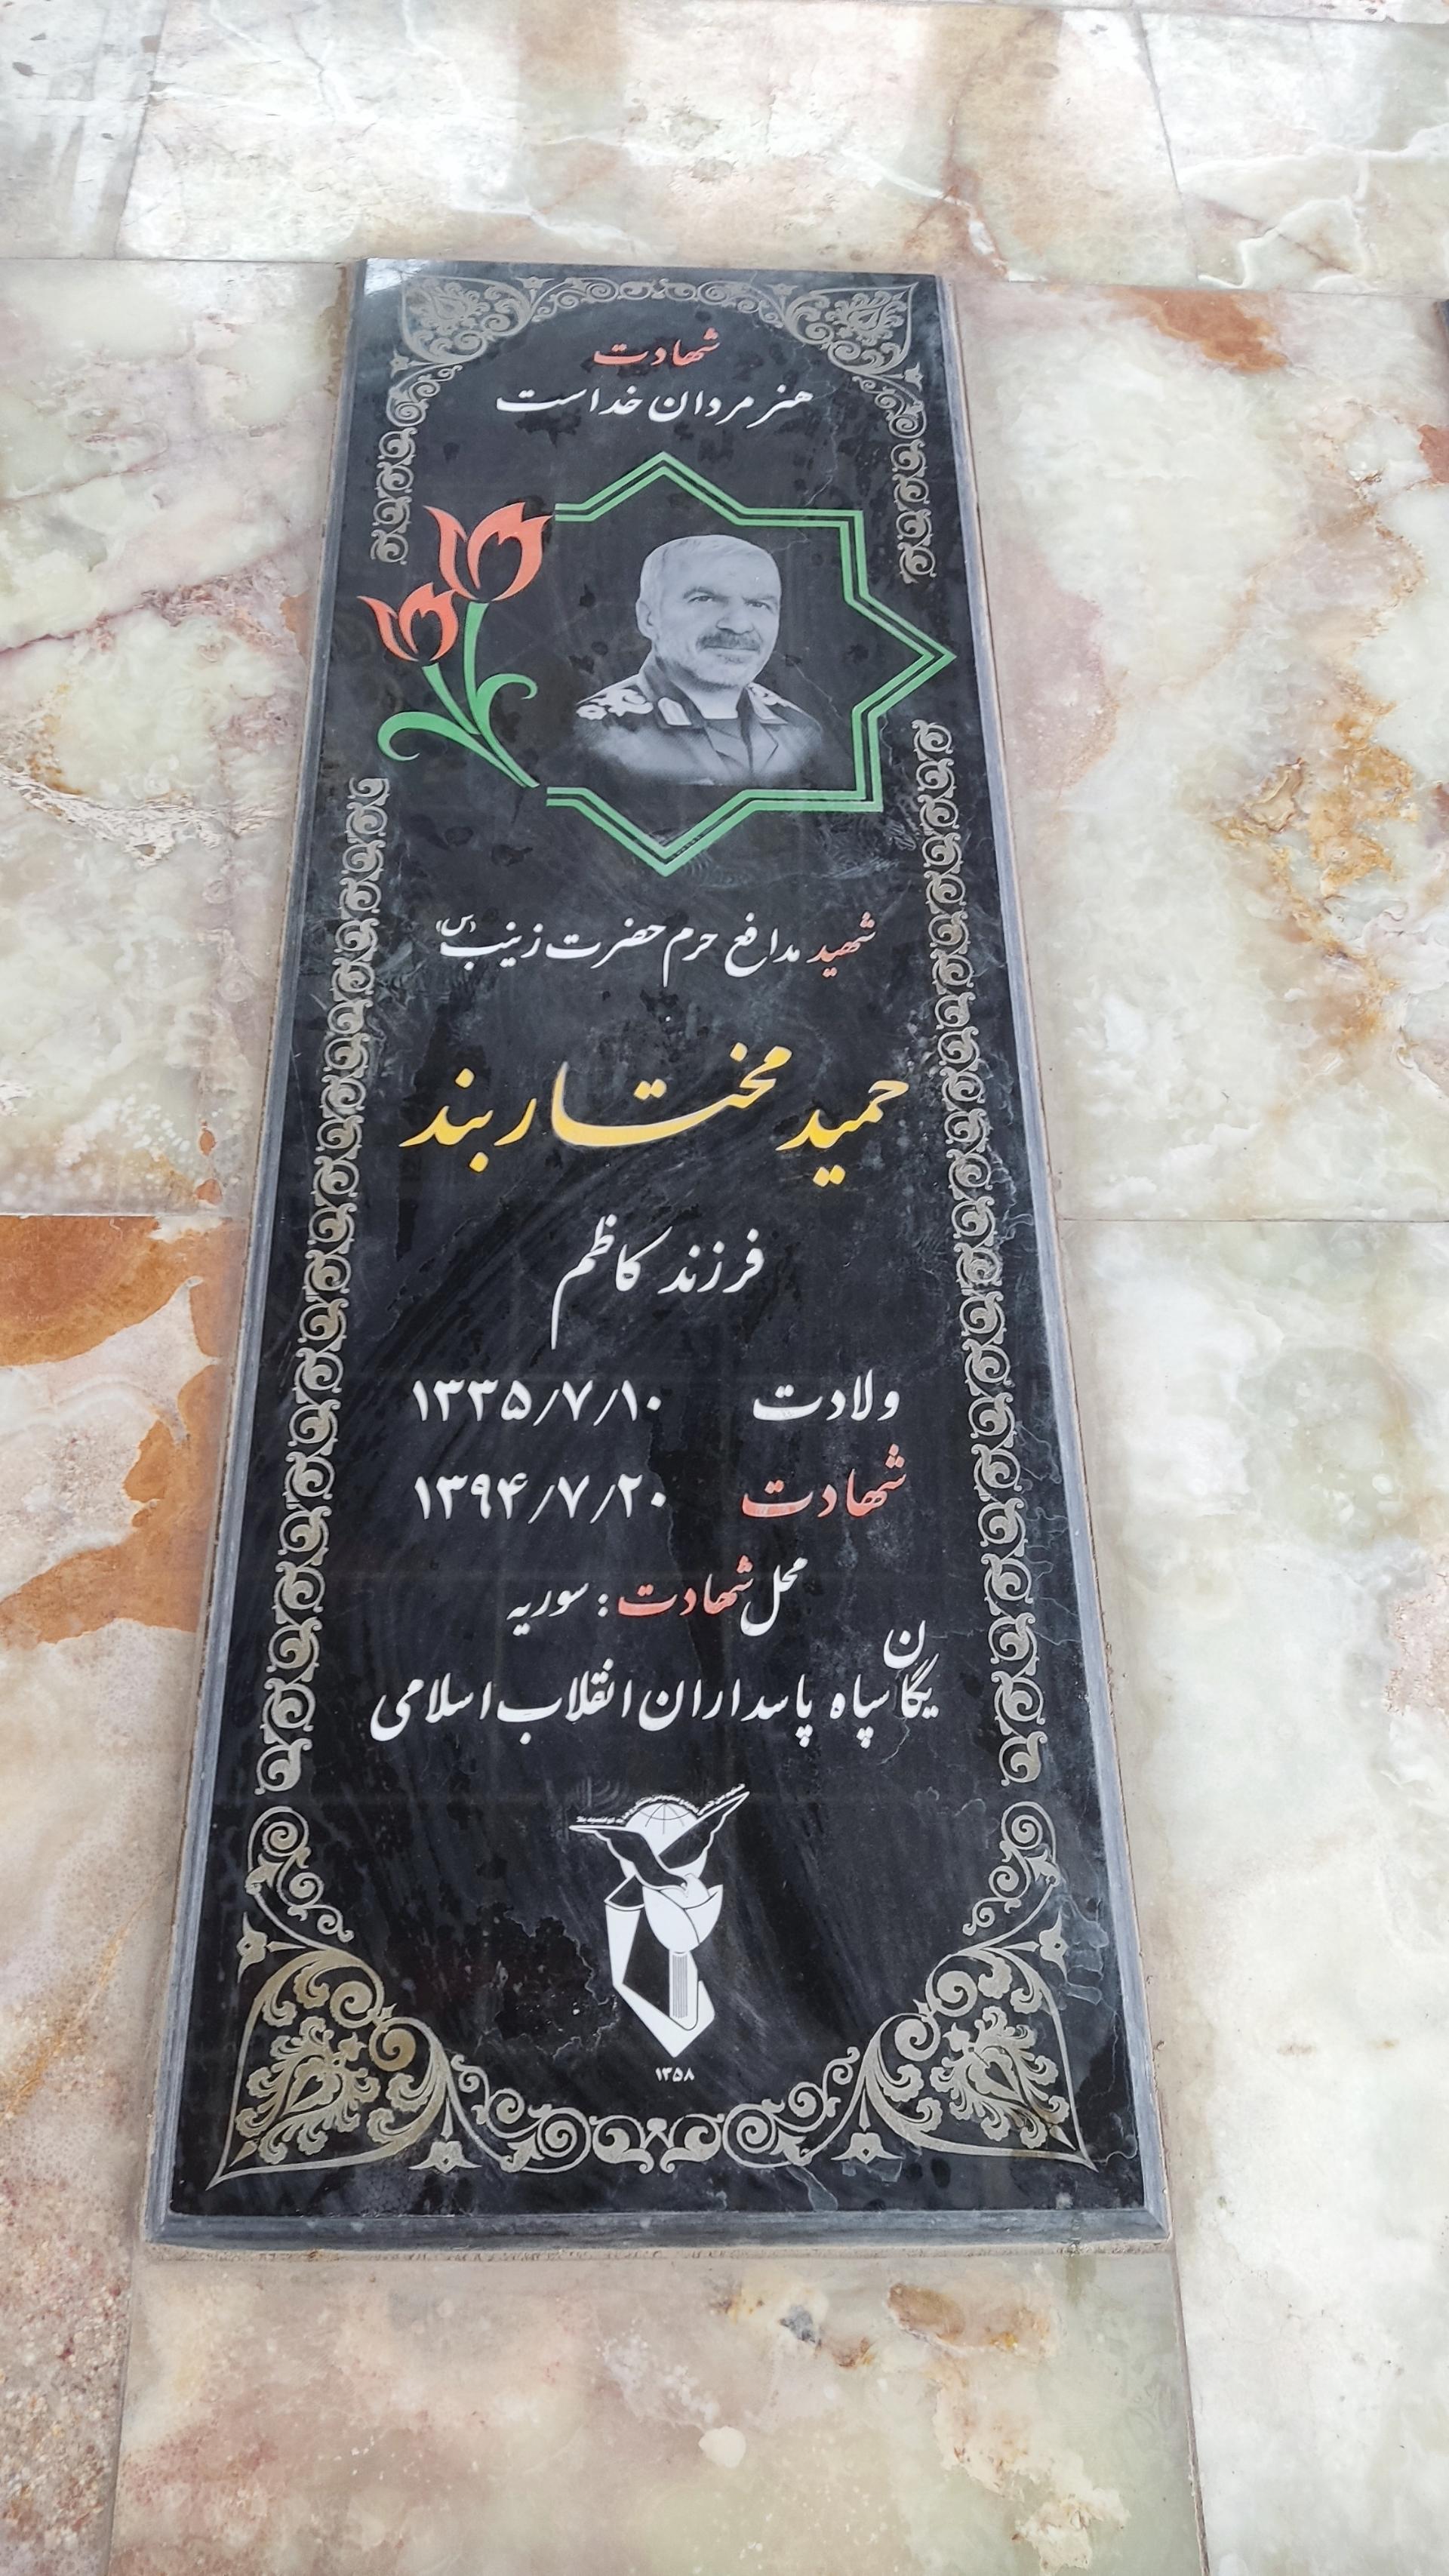 شهادت
هنر مردان خداست
شهید مدافع حرم حضرت زینب (س)
حمید مختاربند
فرزند کاظم
ولادت ۱۳۳۵/۷/۱۰
شهادت ۱۳۹۴/۷/۲۰
محل شهادت : سوریه
یگان سپاه پاسداران انقلاب اسلامی
۱۳۵۸